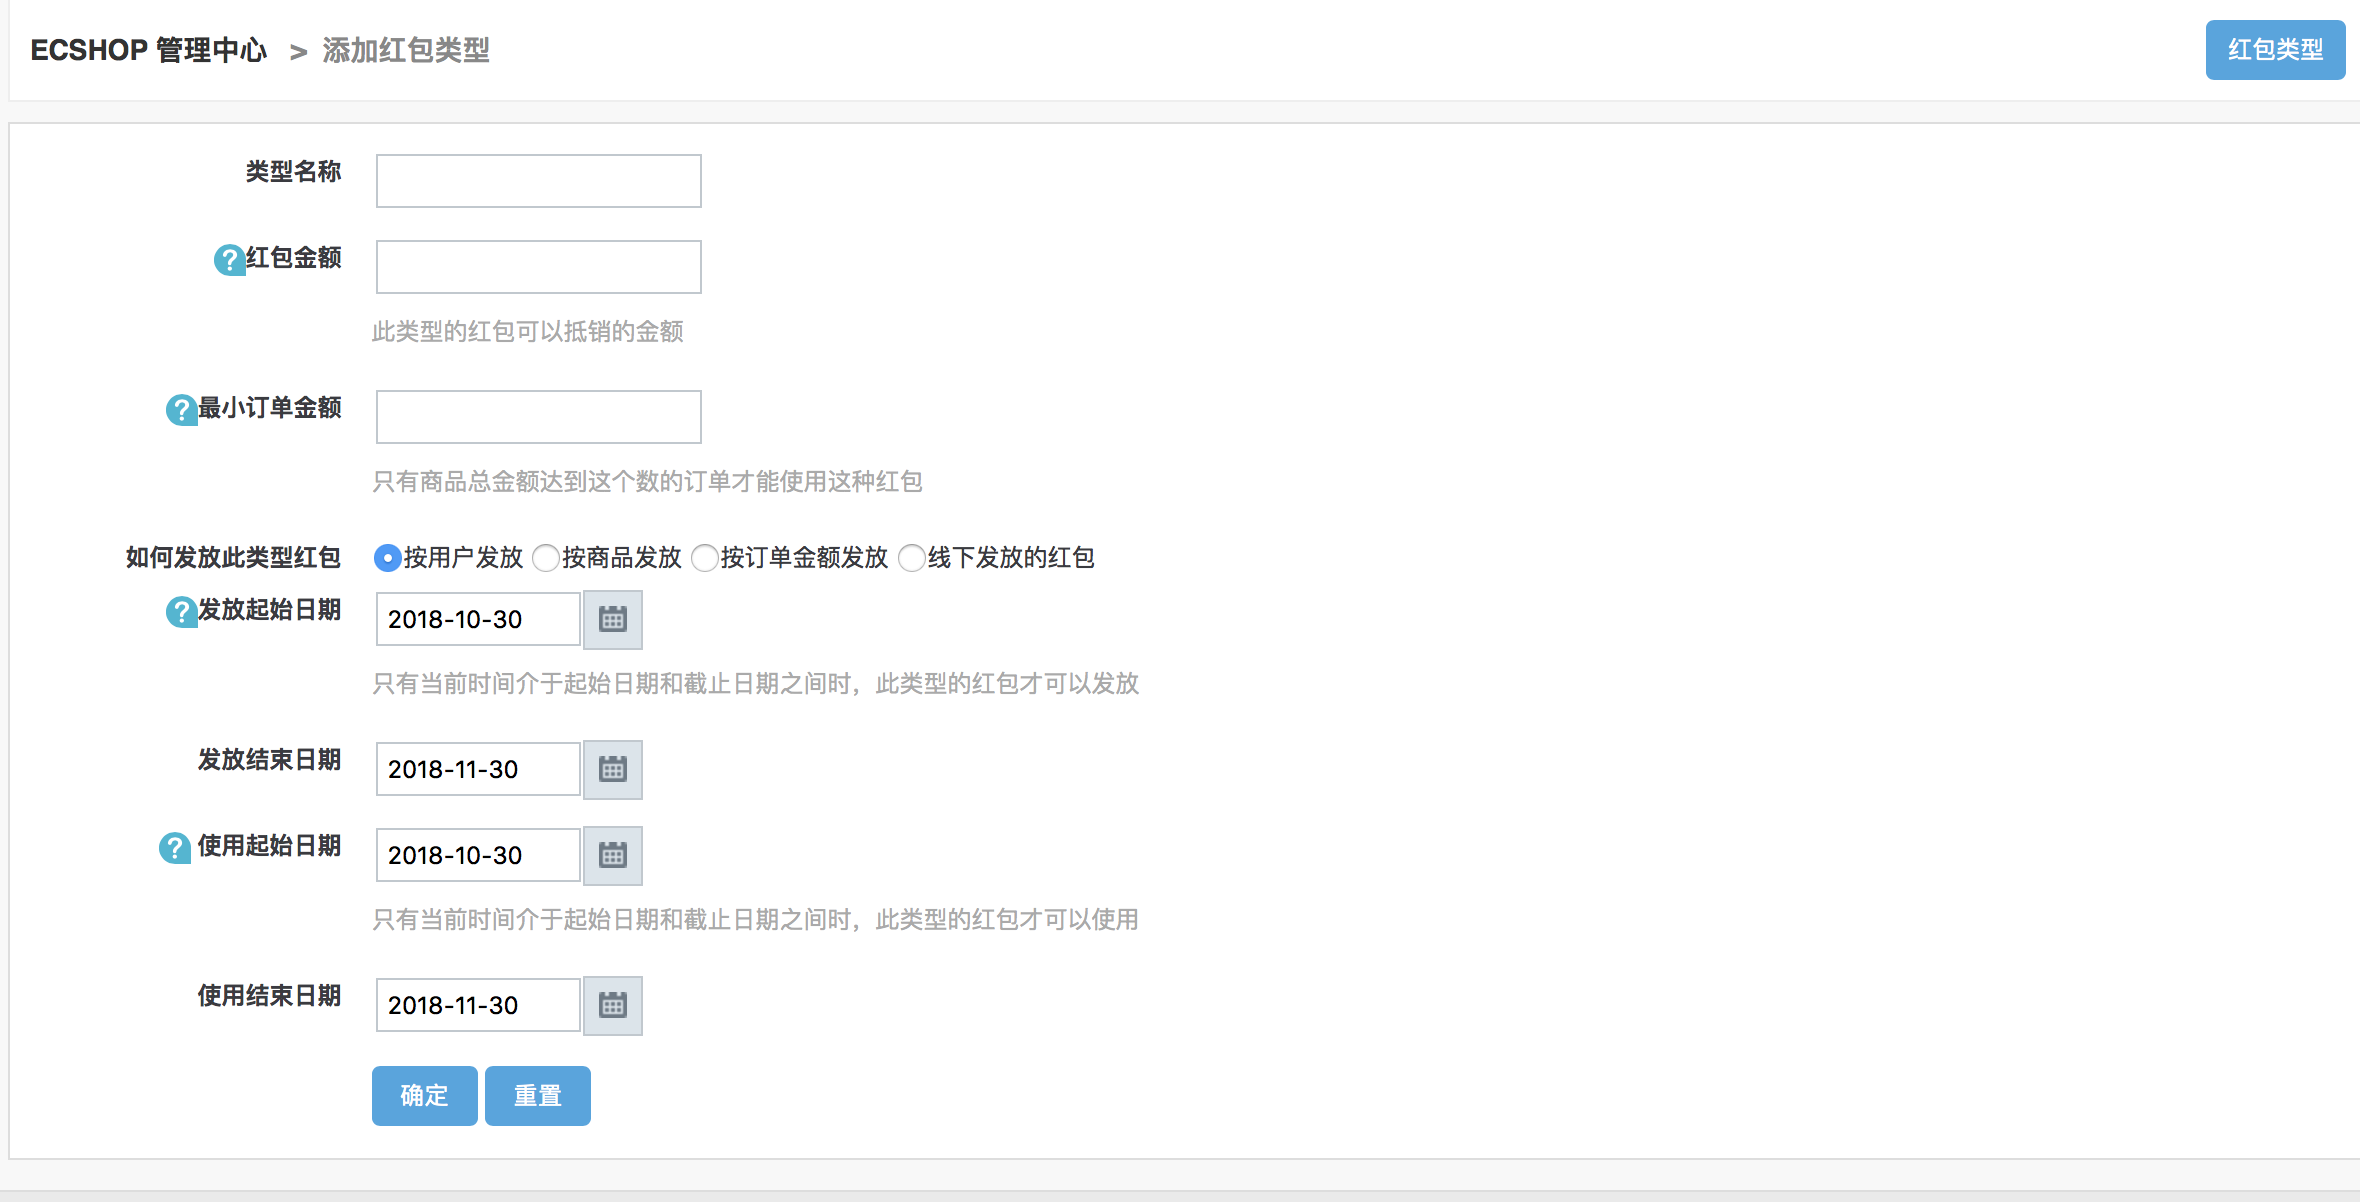 ECSHOP 管理中心 > 添加红包类型
红包类型
类型名称
?红包金额
此类型的红包可以抵销的金额
?最小订单金额
只有商品总金额达到这个数的订单才能使用这种红包
如何发放此类型红包 按用户发放 按商品发放 按订单金额发放 线下发放的红包
?发放起始日期 2018-10-30
只有当前时间介于起始日期和截止日期之间时，此类型的红包才可以发放
发放结束日期 2018-11-30
? 使用起始日期 2018-10-30
只有当前时间介于起始日期和截止日期之间时，此类型的红包才可以使用
使用结束日期 2018-11-30
确定 重置